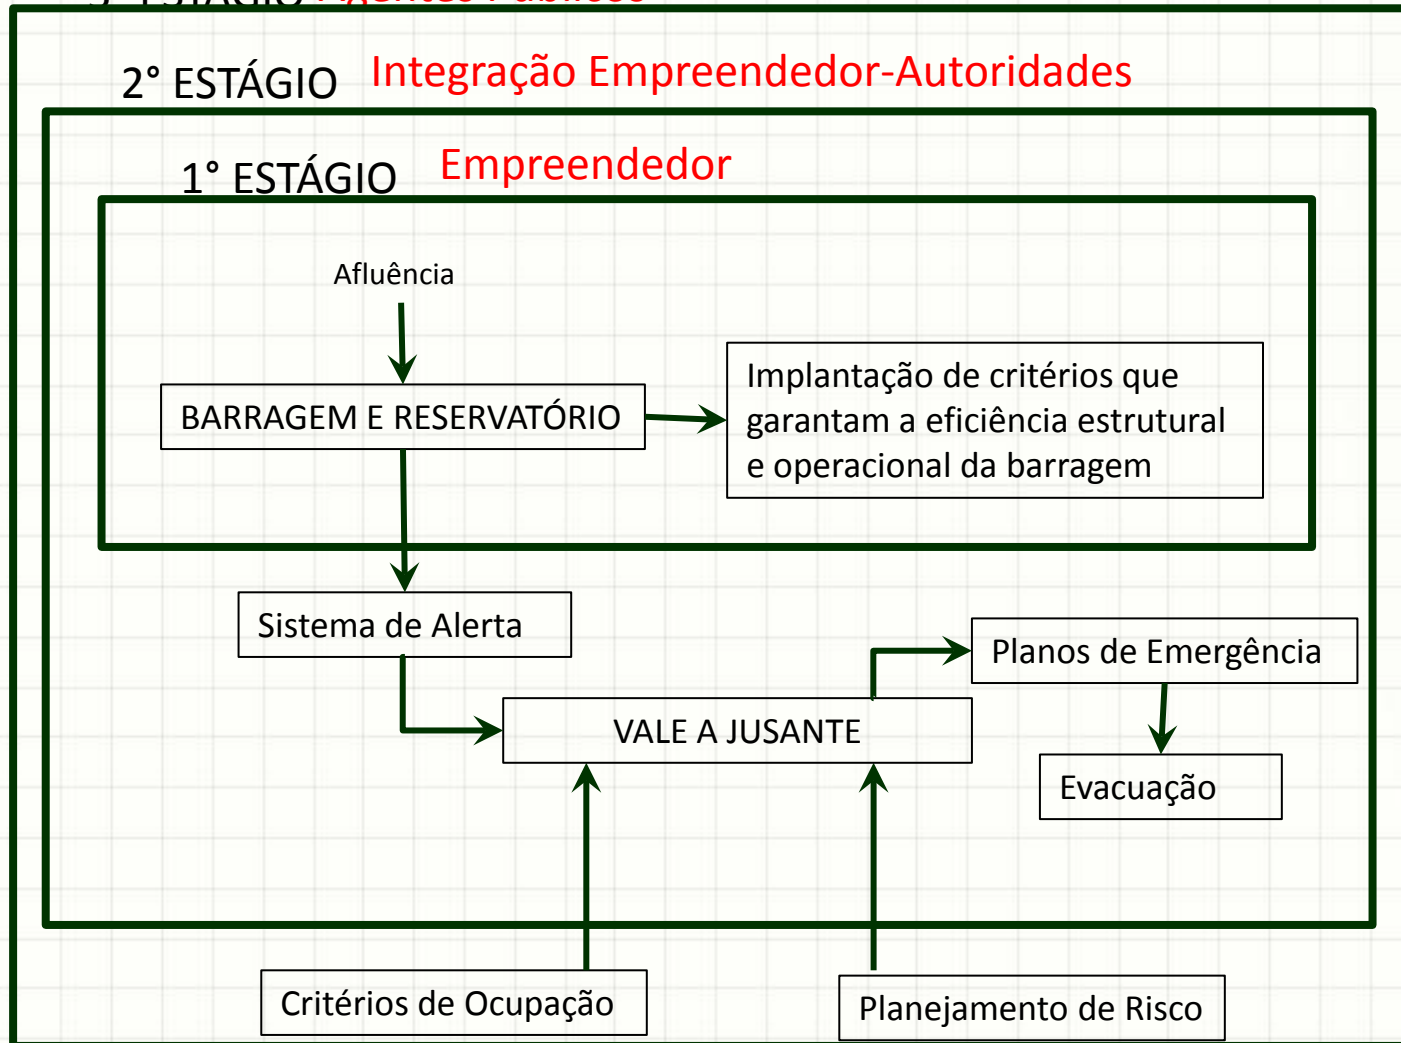 2° ESTÁGIO Integração Empreendedor-Autoridades
1° ESTÁGIO Empreendedor
Afluência
BARRAGEM E RESERVATÓRIO
Implantação de critérios que
garantam a eficiência estrutural
e operacional da barragem
Sistema de Alerta
Planos de Emergência
VALE A JUSANTE
Evacuação
Critérios de Ocupação
Planejamento de Risco